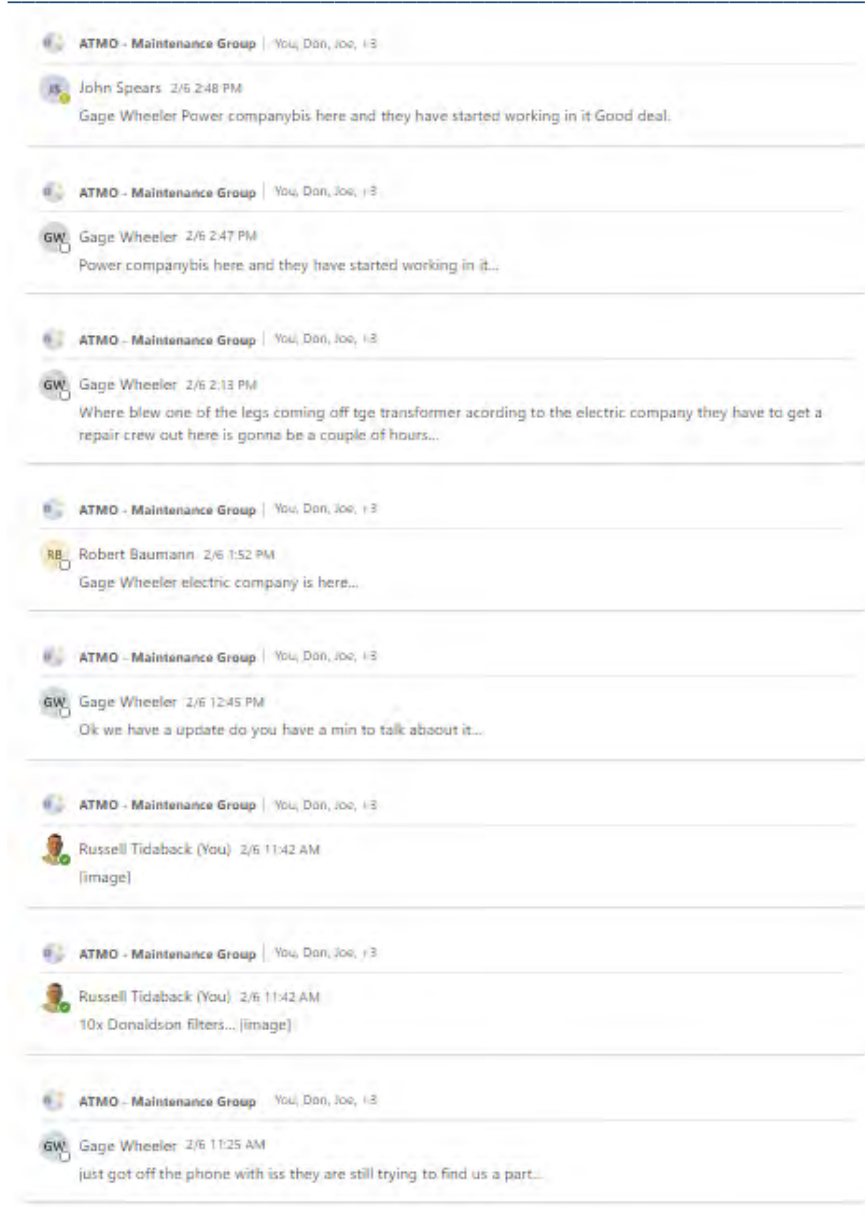 ATMO - Maintenance Group | You, Don, Joe, +3
JS John Spears 2/6 2:48 PM
Gage Wheeler Power companybis here and they have started working in it Good deal.
ATMO - Maintenance Group | You, Don, Joe, +3
GW Gage Wheeler 2/6 2:47 PM
Power companybis here and they have started working in it...
ATMO - Maintenance Group | You, Don, Joe, +3
GW Gage Wheeler 2/6 2:13 PM
Where blew one of the legs coming off tge transformer acording to the electric company they have to get a
repair crew out here is gonna be a couple of hours...
ATMO - Maintenance Group | You, Don, Joe, +3
RB Robert Baumann 2/6 1:52 PM
Gage Wheeler electric company is here...
ATMO - Maintenance Group | You, Don, Joe, +3
GW Gage Wheeler 2/6 12:45 PM
Ok we have a update do you have a min to talk abaout it...
ATMO - Maintenance Group | You, Don, Joe, +3
Russell Tidaback (You) 2/6 11:42 AM
[image]
ATMO - Maintenance Group | You, Don, Joe, +3
Russell Tidaback (You) 2/6 11:42 AM
10x Donaldson filters... [image]
ATMO - Maintenance Group You, Don, Joe, +3
GW Gage Wheeler 2/6 11:25 AM
just got off the phone with iss they are still trying to find us a part...